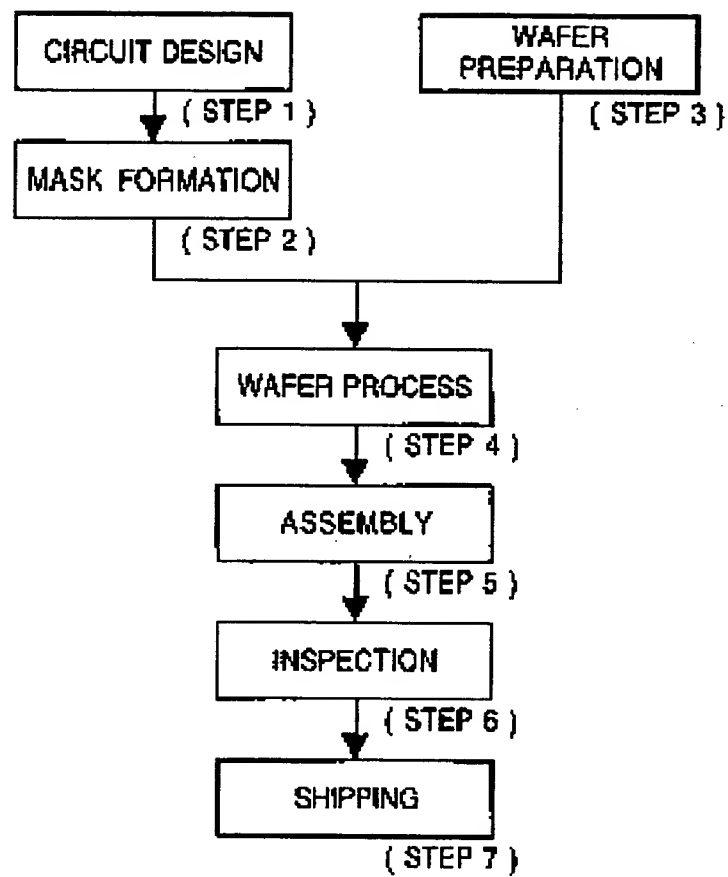 CIRCUIT DESIGN
( STEP 1 )
MASK FORMATION
( STEP 2 )
WAFER
PREPARATION
( STEP 3 )
WAFER PROCESS
( STEP 4 )
ASSEMBLY
( STEP 5 )
INSPECTION
( STEP 6 )
SHIPPING
( STEP 7 )